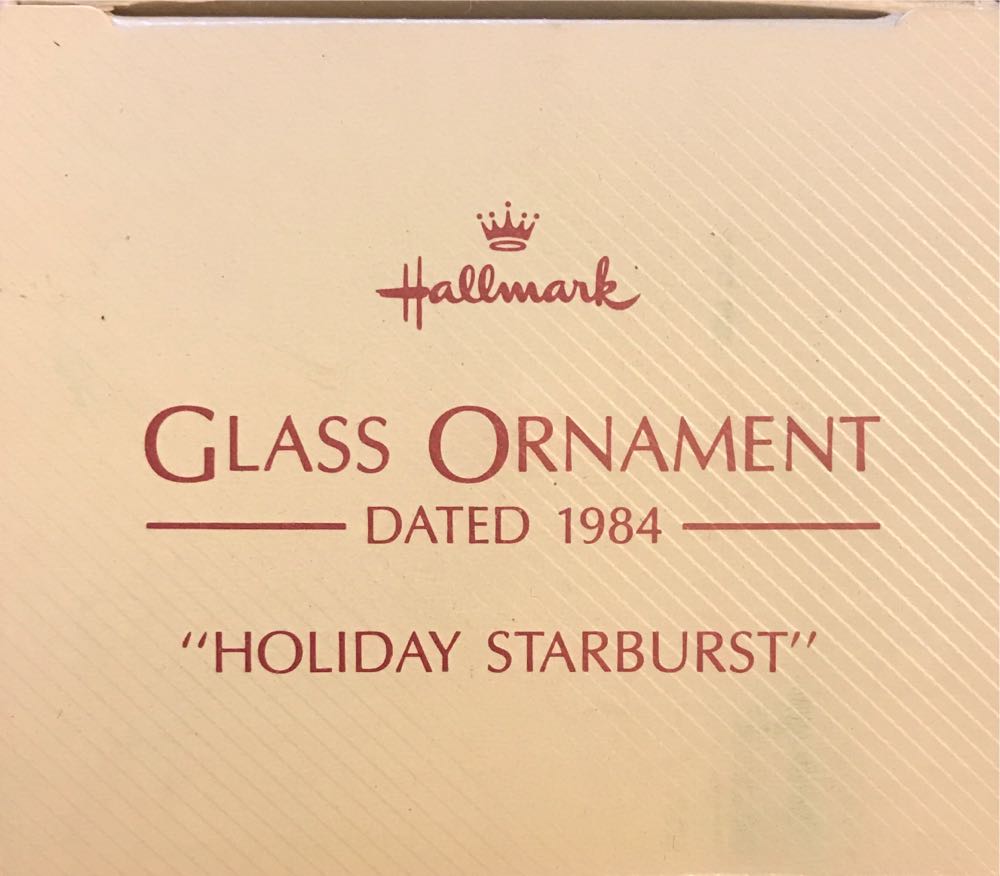 Hallmark
GLASS ORNAMENT
DATED 1984
"HOLIDAY STARBURST"